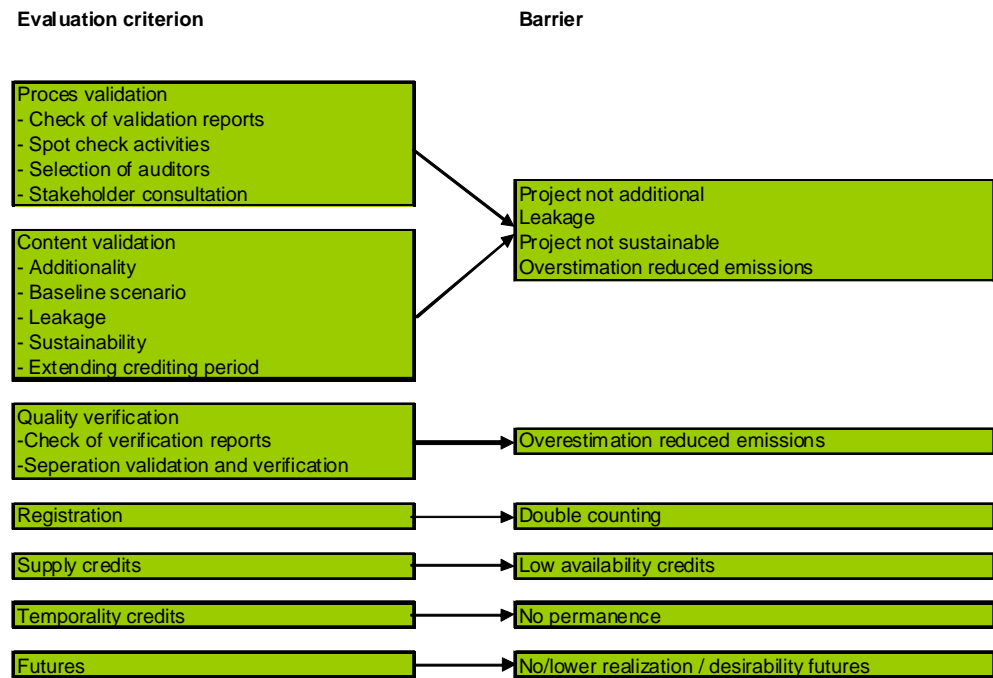 Evaluation criterion
Barrier
Proces validation
- Check of validation reports
- Spot check activities
- Selection of auditors
- Stakeholder consultation
Project not additional
Leakage
Project not sustainable
Overstimation reduced emissions
Content validation
- Additionality
- Baseline scenario
- Leakage
- Sustainability
- Extending crediting period
Quality verification
-Check of verification reports
-Seperation validation and verification
Overestimation reduced emissions
Registration
Double counting
Supply credits
Low availability credits
Temporality credits
No permanence
Futures
No/lower realization / desirability futures